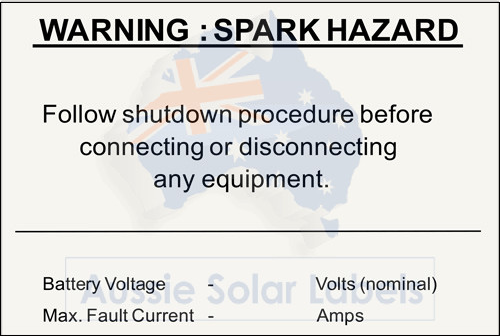 WARNING : SPARK HAZARD
Follow shutdown procedure before
connecting or disconnecting
any equipment.
Battery Voltage - Volts (nominal)
Aussie Solar Labels
Max. Fault Current - Amps